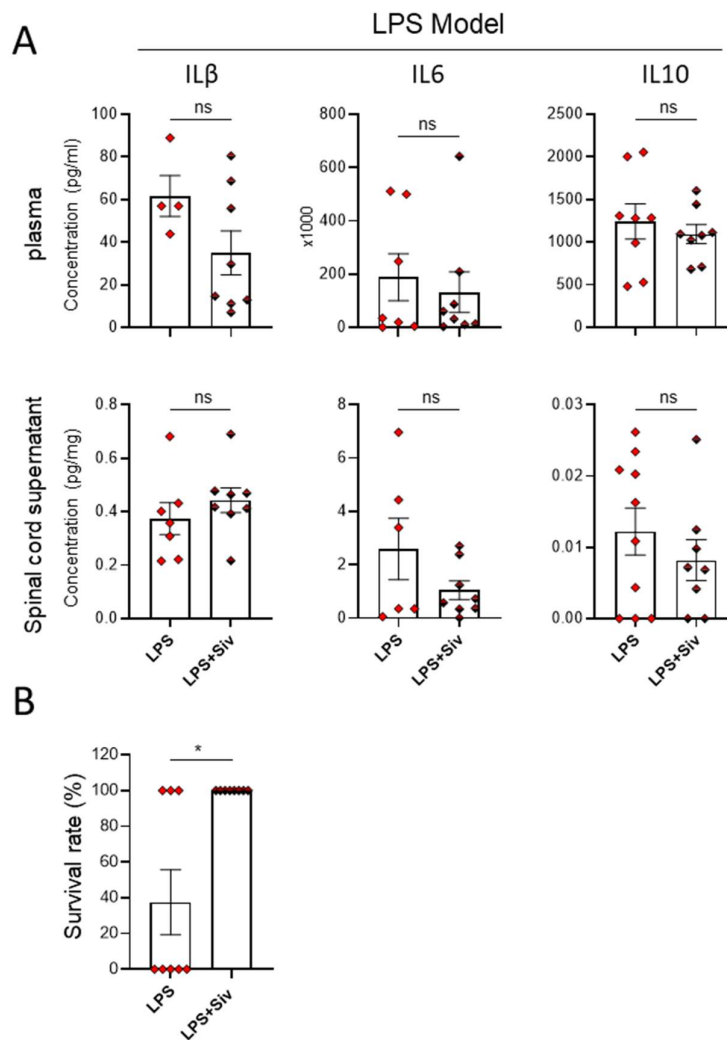 A
LPS Model
ILβ
IL6
IL10
plasma
Concentration (pg/ml)
100
80
60
40
20
0
ns
x1000
800
600
400
200
0
ns
2500
2000
1500
1000
500
0
ns
Spinal cord supernatant
Concentration (pg/mg)
0.8
0.6
0.4
0.2
0.0
ns
LPS
LPS+Siv
8
6
4
2
0
ns
LPS
LPS+Siv
0.03
0.02
0.01
0.00
ns
LPS
LPS+Siv
B
Survival rate (%)
120
100
80
60
40
20
0
*
LPS
LPS+Siv